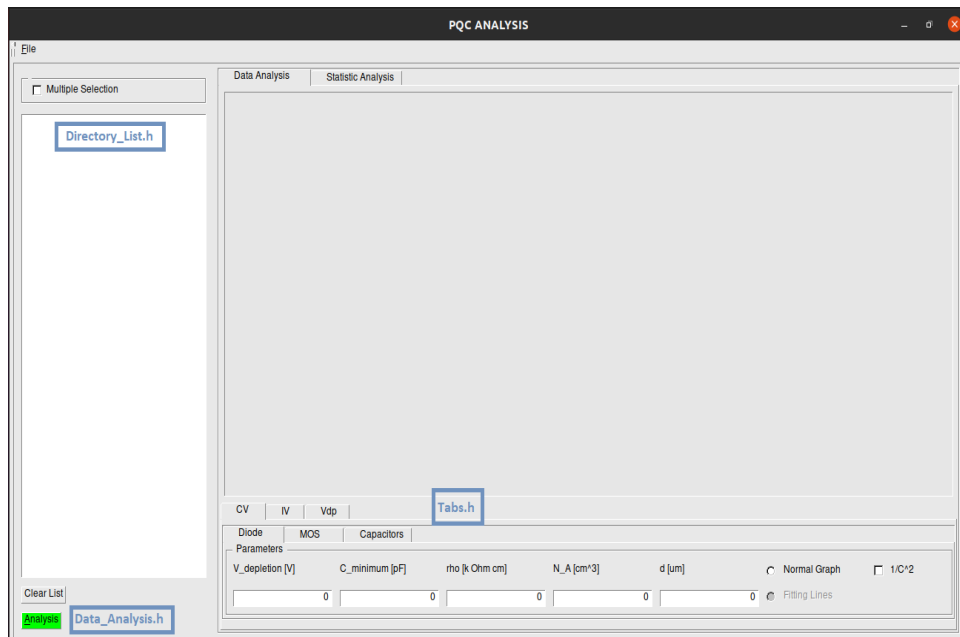 PQC ANALYSIS
File
Multiple Selection
Directory_List.h
Data Analysis Statistic Analysis
CV IV Vdp Tabs.h
Diode MOS Capacitors
Parameters
V_depletion [V] C_minimum [pF] rho [k Ohm cm] N_A [cm^3] d [um] Normal Graph 1/C^2
0 0 0 0 0 Fitting Lines
Clear List
Analysis Data_Analysis.h